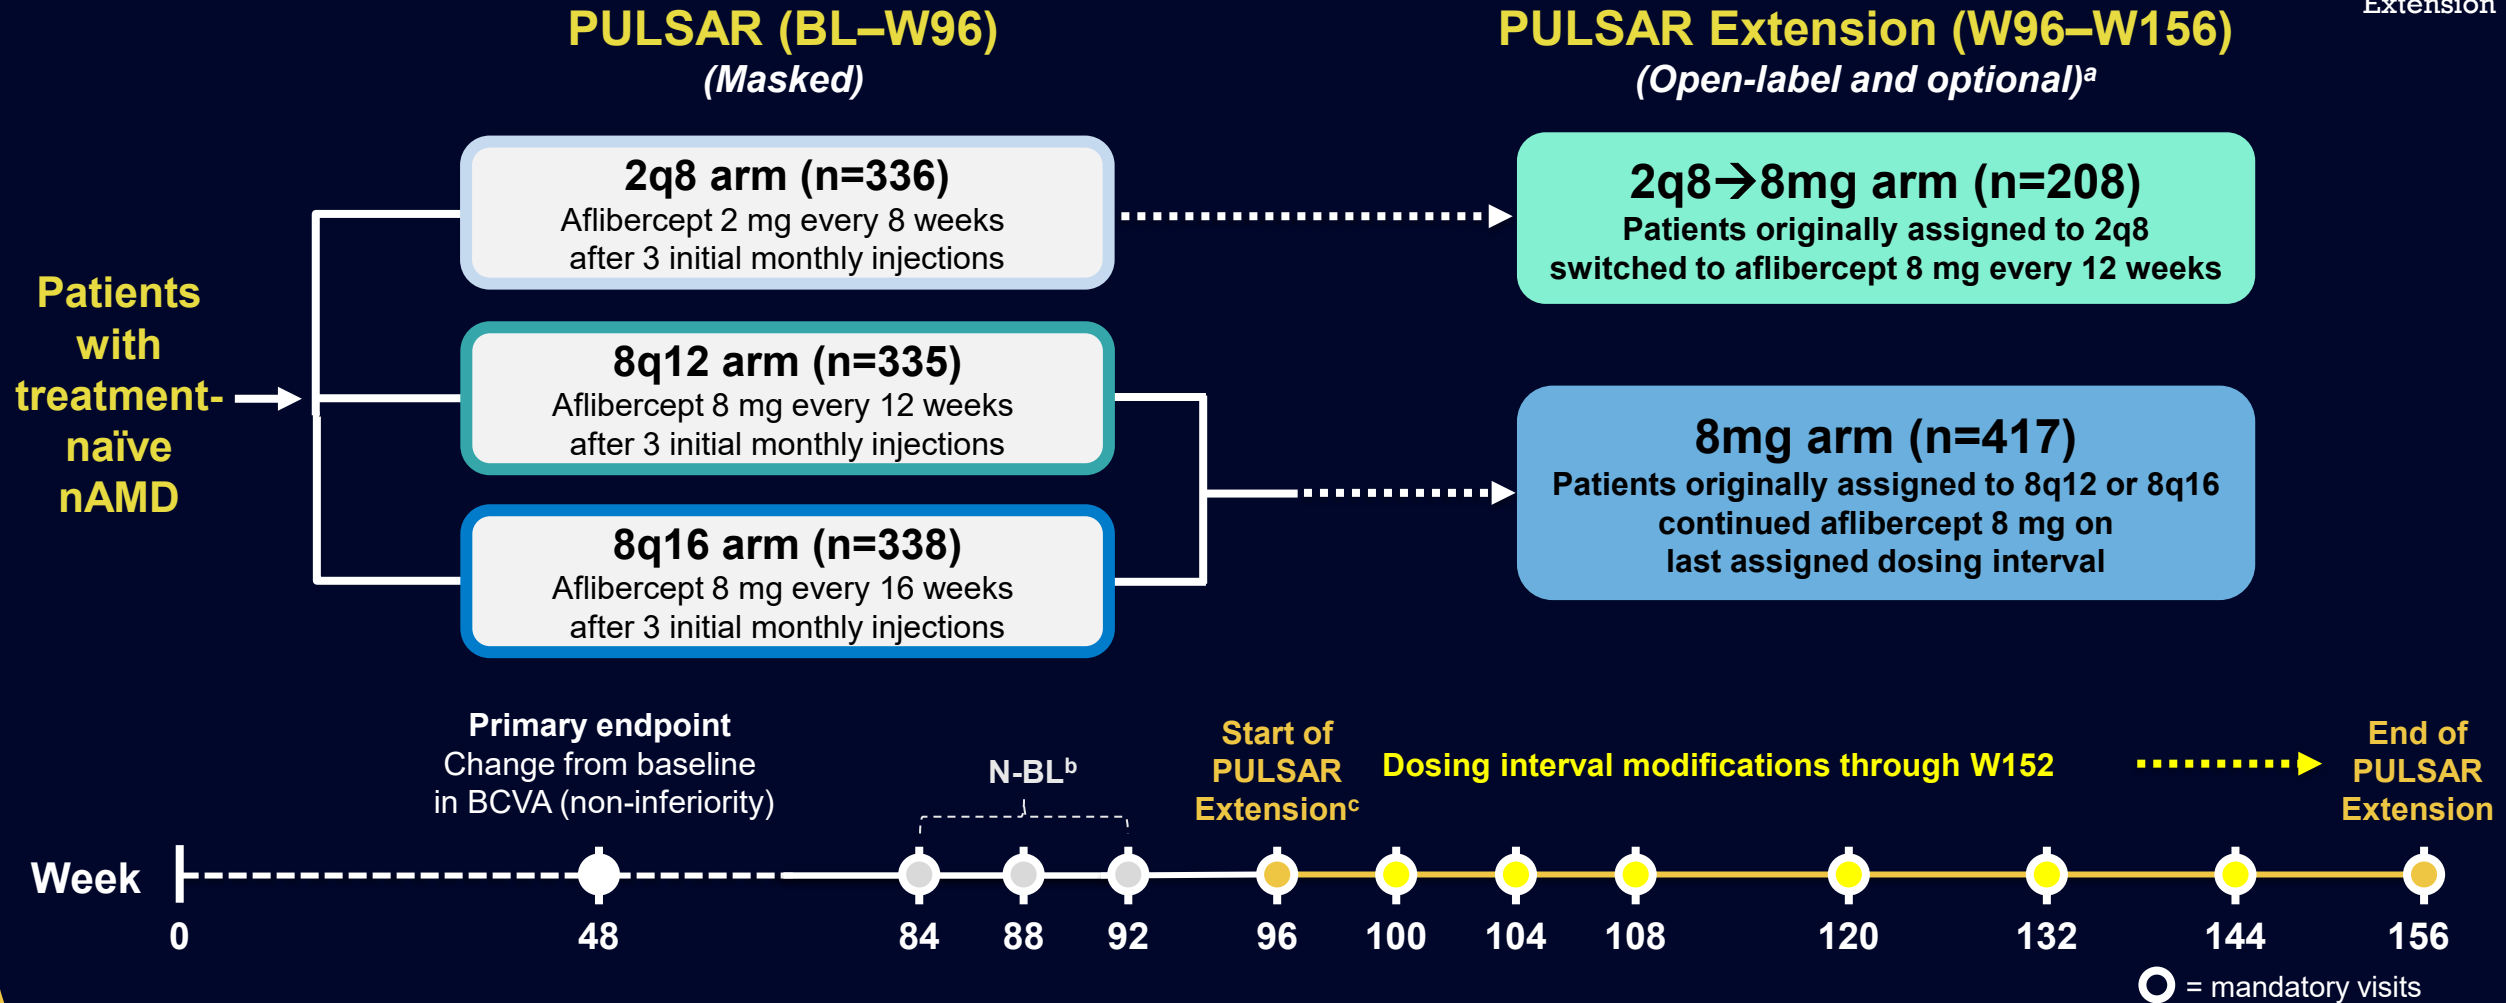 Extension
PULSAR (BL–W96)
(Masked)
PULSAR Extension (W96–W156)
(Open-label and optional)ᵃ
Patients
with
treatment-
naïve
nAMD
2q8 arm (n=336)
Aflibercept 2 mg every 8 weeks
after 3 initial monthly injections
8q12 arm (n=335)
Aflibercept 8 mg every 12 weeks
after 3 initial monthly injections
8q16 arm (n=338)
Aflibercept 8 mg every 16 weeks
after 3 initial monthly injections
2q8→8mg arm (n=208)
Patients originally assigned to 2q8
switched to aflibercept 8 mg every 12 weeks
8mg arm (n=417)
Patients originally assigned to 8q12 or 8q16
continued aflibercept 8 mg on
last assigned dosing interval
Primary endpoint
Change from baseline
in BCVA (non-inferiority)
N-BLᵇ
Start of
PULSAR
Extensionᶜ
Dosing interval modifications through W152
End of
PULSAR
Extension
Week
0 48 84 88 92 96 100 104 108 120 132 144 156
= mandatory visits